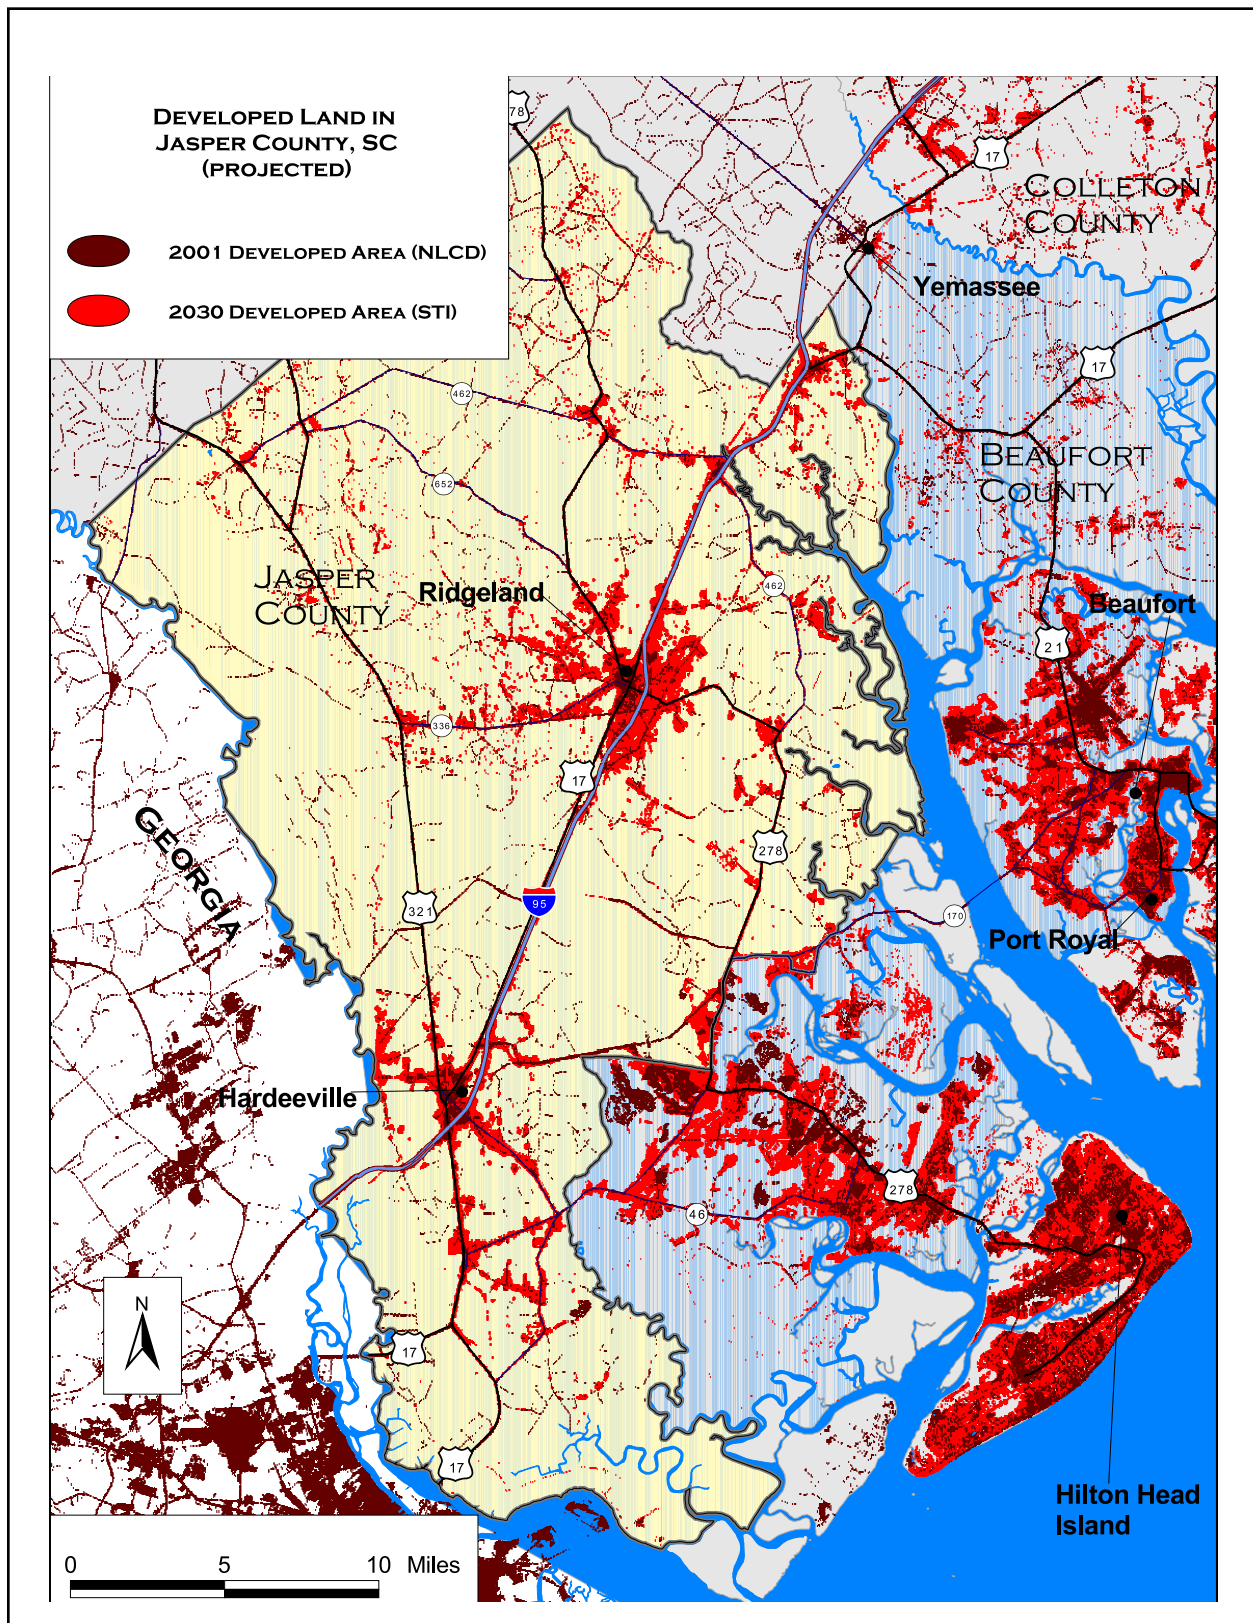 DEVELOPED LAND IN
JASPER COUNTY, SC
(PROJECTED)
2001 DEVELOPED AREA (NLCD)
2030 DEVELOPED AREA (STI)
78
17
COLLETON
COUNTY
Yemassee
17
462
BEAUFORT
COUNTY
652
JASPER
COUNTY
Ridgeland
462
Beaufort
21
336
17
GEORGIA
278
321
95
170
Port Royal
Hardeeville
278
46
N
17
17
Hilton Head
Island
0 5 10 Miles